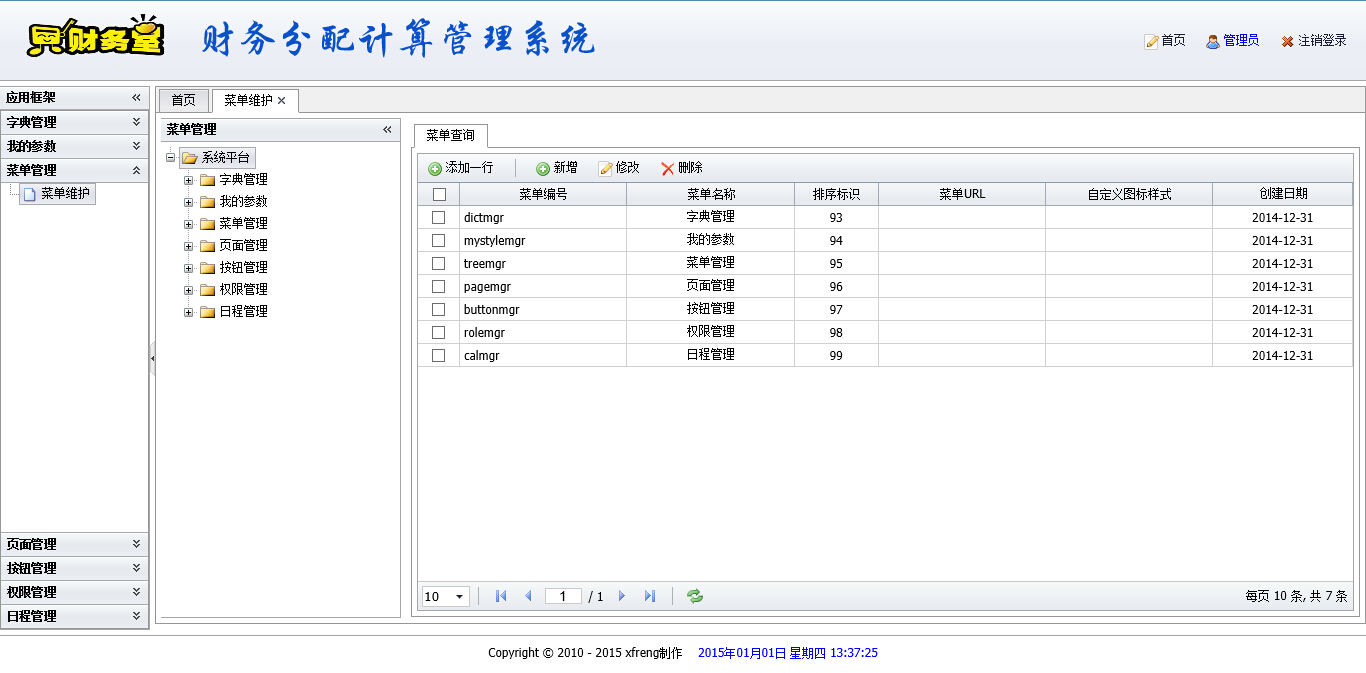 贝财务堂 财务分配计算管理系统
首页 管理员 注销登录
应用框架
字典管理
我的参数
菜单管理
菜单维护
页面管理
按钮管理
权限管理
日程管理
首页 菜单维护
菜单管理
系统平台
字典管理
我的参数
菜单管理
页面管理
按钮管理
权限管理
日程管理
菜单查询
添加一行 新增 修改 删除
菜单编号 菜单名称 排序标识 菜单URL 自定义图标样式 创建日期
dictmgr 字典管理 93 2014-12-31
mystylemgr 我的参数 94 2014-12-31
treemgr 菜单管理 95 2014-12-31
pagemgr 页面管理 96 2014-12-31
buttonmgr 按钮管理 97 2014-12-31
rolemgr 权限管理 98 2014-12-31
calmgr 日程管理 99 2014-12-31
10 1 / 1 每页 10 条, 共 7 条
Copyright © 2010 - 2015 xfreng制作 2015年01月01日 星期四 13:37:25